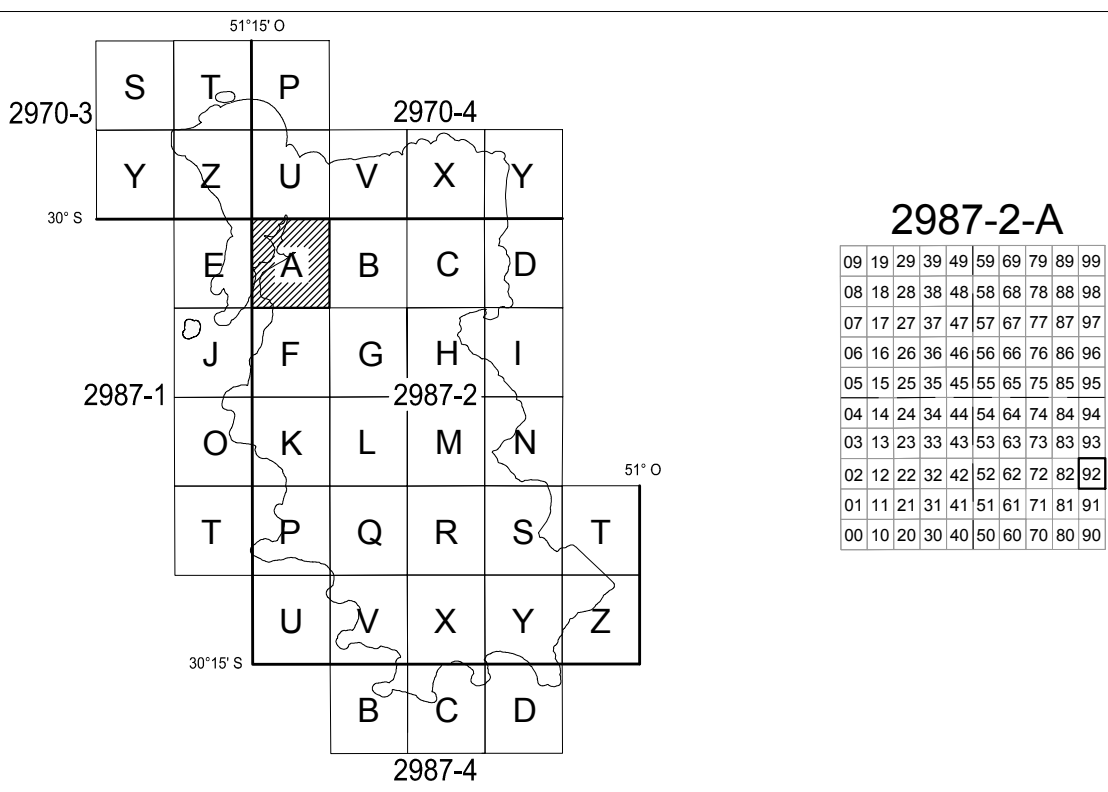 51°15' O
S T P
2970-3
2970-4
Y Z U V X Y
30° S
E A B C D
J F G H I
2987-1
2987-2
O K L M N
51° O
T P Q R S T
U V X Y Z
30°15' S
B C D
2987-4
2987-2-A
09 19 29 39 49 59 69 79 89 99
08 18 28 38 48 58 68 78 88 98
07 17 27 37 47 57 67 77 87 97
06 16 26 36 46 56 66 76 86 96
05 15 25 35 45 55 65 75 85 95
04 14 24 34 44 54 64 74 84 94
03 13 23 33 43 53 63 73 83 93
02 12 22 32 42 52 62 72 82 92
01 11 21 31 41 51 61 71 81 91
00 10 20 30 40 50 60 70 80 90